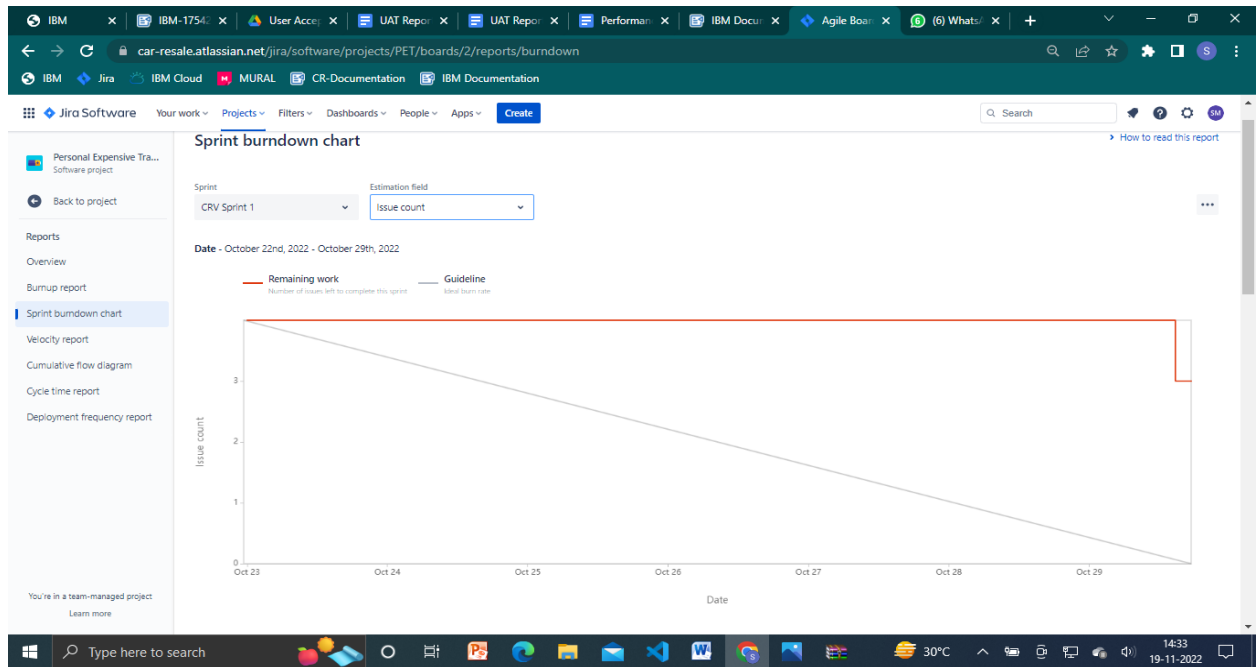 IBM
IBM-17542
User Accep
UAT Repor
UAT Repor
Performan
IBM Docum
Agile Boar
(6) Whats
car-resale.atlassian.net/jira/software/projects/PET/boards/2/reports/burndown
S
IBM
Jira
IBM Cloud
MURAL
CR-Documentation
IBM Documentation
Jira Software
Your work
Projects
Filters
Dashboards
People
Apps
Create
Search
SM
Personal Expensive Tra...
Software project
Back to project
Reports
Overview
Burnup report
Sprint burndown chart
Velocity report
Cumulative flow diagram
Cycle time report
Deployment frequency report
You're in a team-managed project
Learn more
Sprint burndown chart
How to read this report
Sprint
Estimation field
CRV Sprint 1
Issue count
Date - October 22nd, 2022 - October 29th, 2022
Remaining work
Number of issues left to complete this sprint
Guideline
Ideal burn rate
Issue count
3
2
1
0
Oct 23
Oct 24
Oct 25
Oct 26
Oct 27
Oct 28
Oct 29
Date
Type here to search
30°C
14:33
19-11-2022